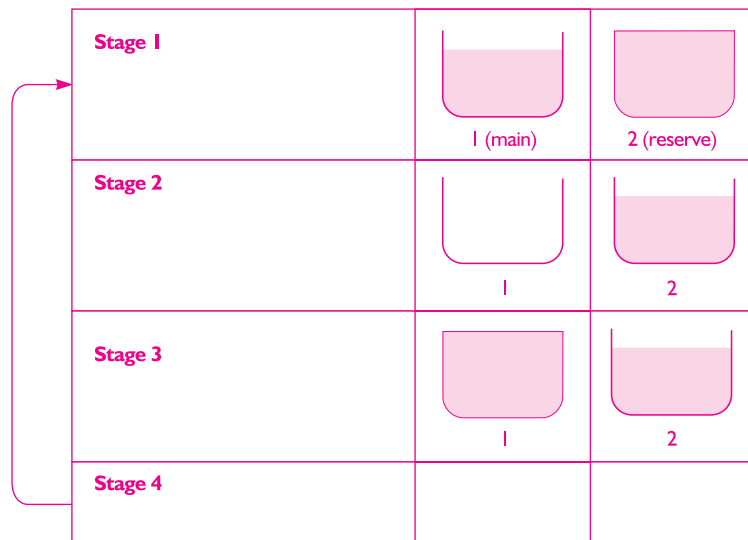 Stage 1
1 (main)
2 (reserve)
Stage 2
1
2
Stage 3
1
2
Stage 4